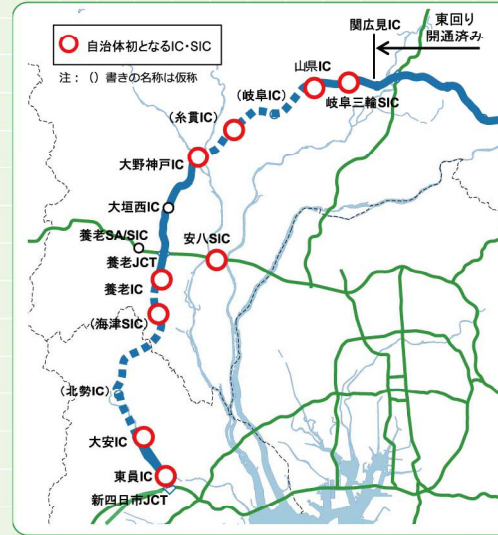 関広見IC
東回り
開通済み
自治体初となるIC・SIC
注：（）書きの名称は仮称
山県IC
(岐阜IC)
岐阜三輪SIC
(糸貫IC)
大野神戸IC
大垣西IC
養老SA/SIC
安八SIC
養老JCT
養老IC
(海津SIC)
(北勢IC)
大安IC
東員IC
新四日市JCT